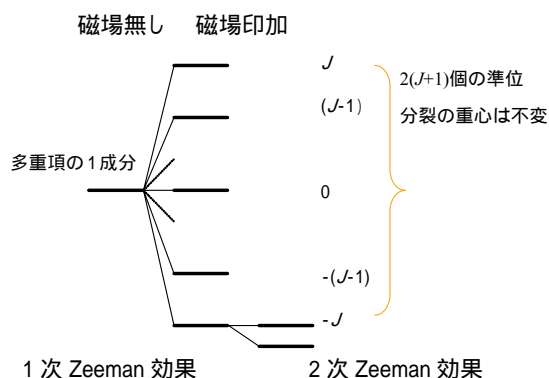 磁場無し 磁場印加
J
2(J+1)個の準位
(J-1)
分裂の重心は不変
多重項の1成分
0
-(J-1)
-J
1次 Zeeman 効果 2次 Zeeman 効果